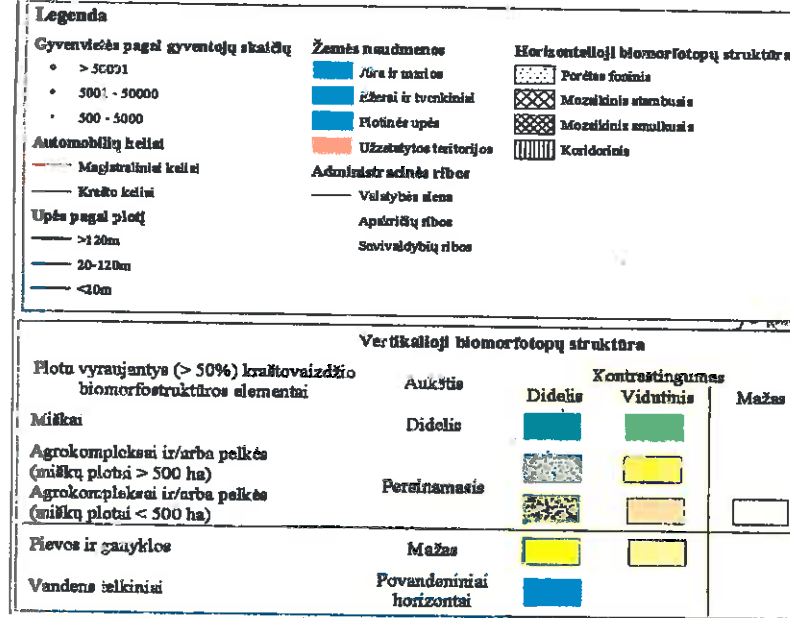 Legenda
Gyvenvietės pagal gyventojų skaičių
> 50001
5001 - 50000
500 - 5000
Automobilių keliai
Magistraliniai keliai
Krašto keliai
Upės pagal plotį
>120m
20-120m
<20m
Žemės naudmenos
Jūra ir marios
Ežerai ir tvenkiniai
Plotinės upės
Užstatytos teritorijos
Administracinės ribos
Valstybės siena
Apskričių ribos
Savivaldybių ribos
Horizontalioji biomorfotopų struktūra
Porėtas foninis
Mozaikinis stambusis
Mozaikinis smulkusis
Koridorinis
Vertikalioji biomorfotopų struktūra
Plotu vyraujantys (> 50%) kraštovaizdžio
biomorfostruktūros elementai
Aukštis
Kontrastingumas
Didelis
Vidutinis
Mažas
Miškai
Didelis
Agrokompleksai ir/arba pelkės
(miškų plotai > 500 ha)
Agrokompleksai ir/arba pelkės
(miškų plotai < 500 ha)
Pereinamasis
Pievos ir ganyklos
Mažas
Vandens telkiniai
Povandeniniai
horizontai